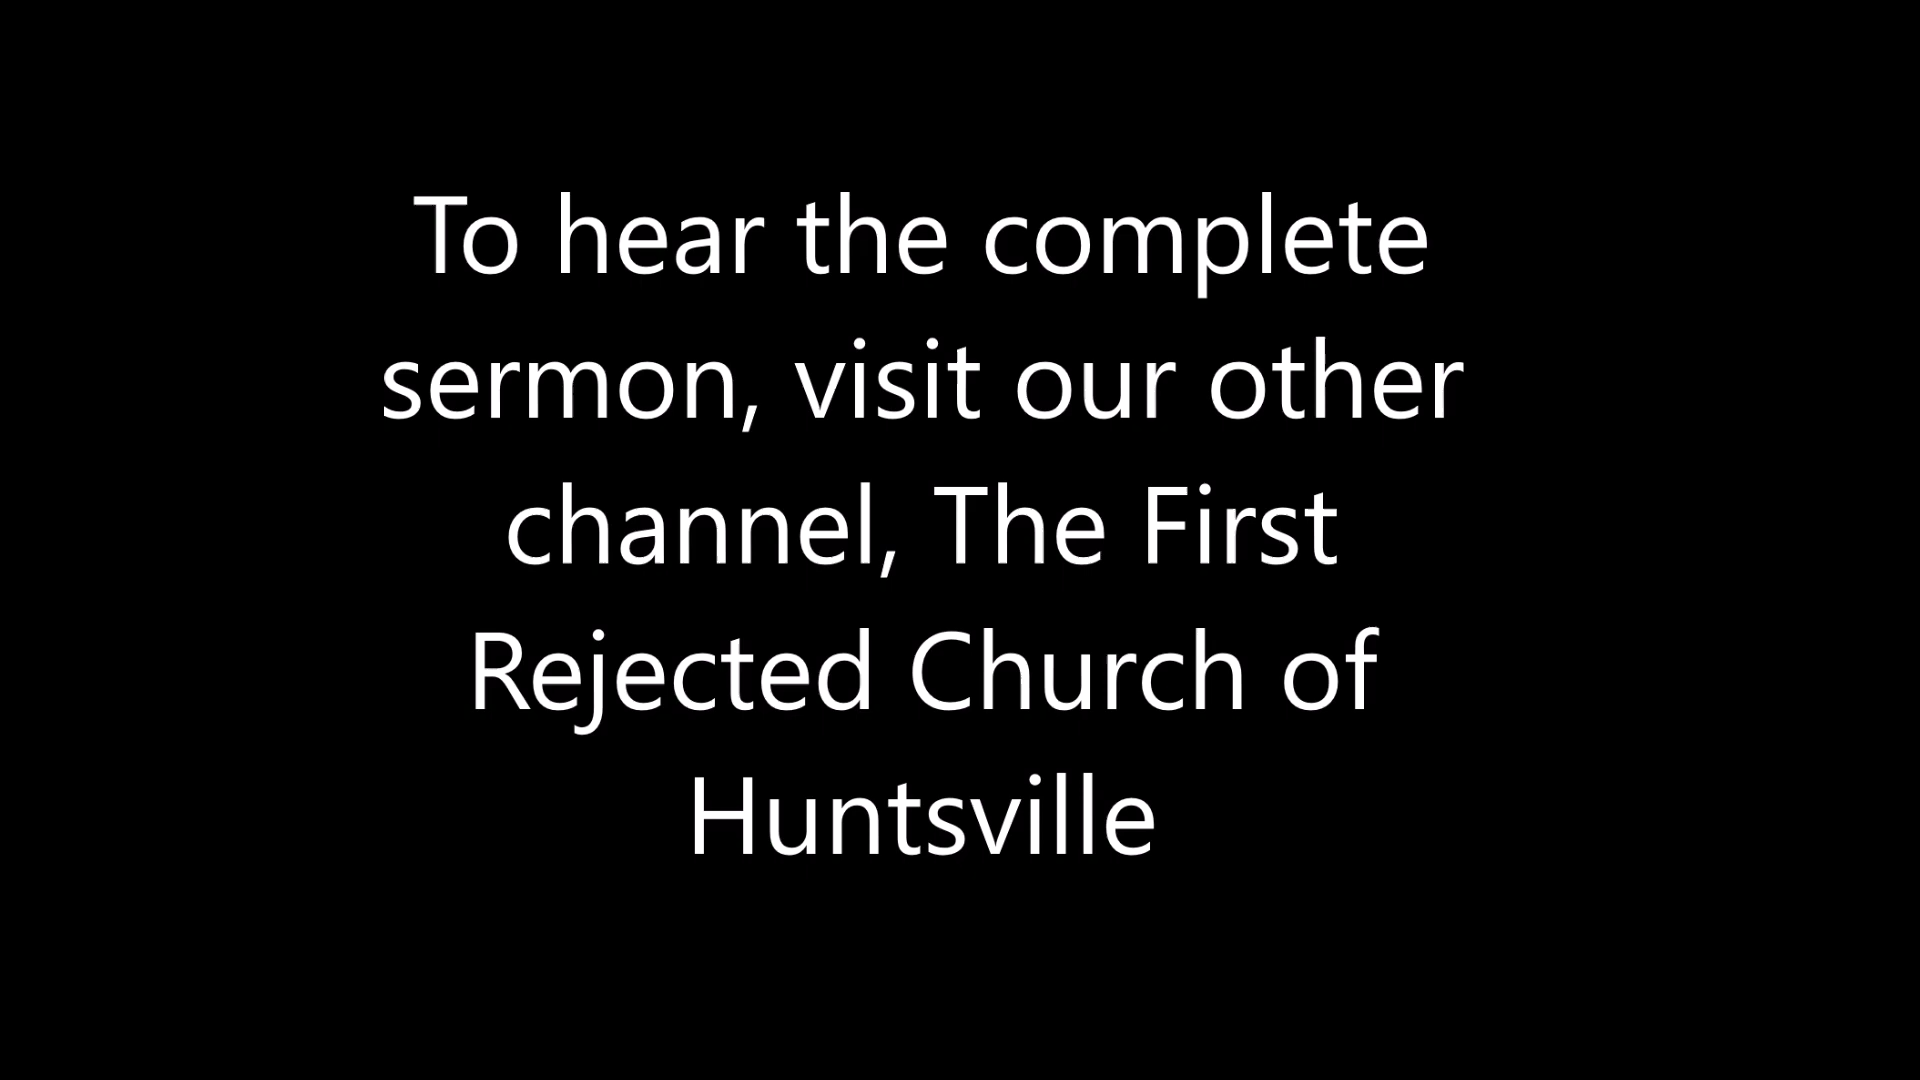 To hear the complete
sermon, visit our other
channel, The First
Rejected Church of
Huntsville